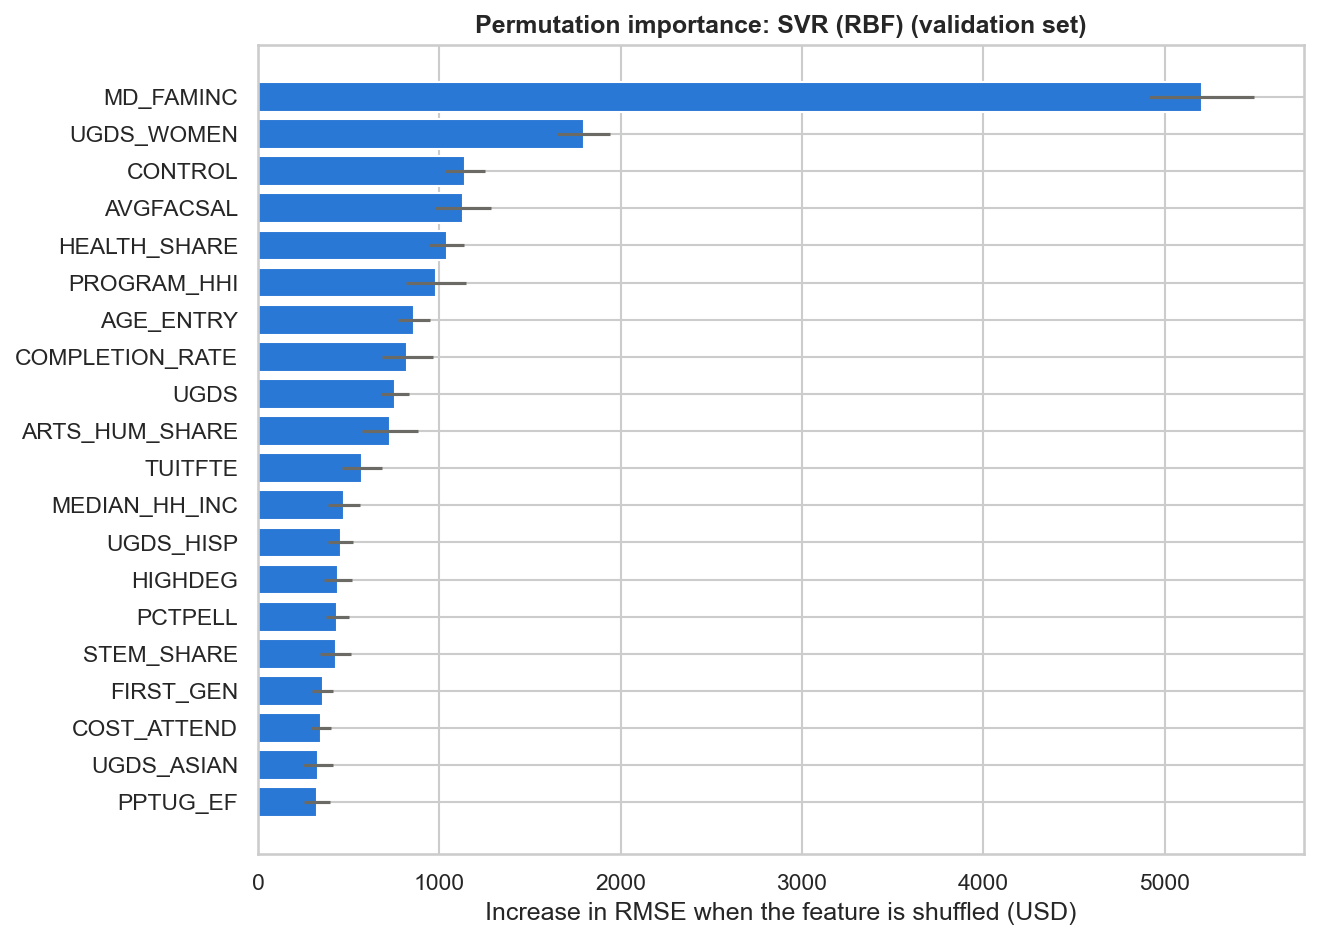 Permutation importance: SVR (RBF) (validation set)
MD_FAMINC
UGDS_WOMEN
CONTROL
AVGFACSAL
HEALTH_SHARE
PROGRAM_HHI
AGE_ENTRY
COMPLETION_RATE
UGDS
ARTS_HUM_SHARE
TUITFTE
MEDIAN_HH_INC
UGDS_HISP
HIGHDEG
PCTPELL
STEM_SHARE
FIRST_GEN
COST_ATTEND
UGDS_ASIAN
PPTUG_EF
0 1000 2000 3000 4000 5000
Increase in RMSE when the feature is shuffled (USD)